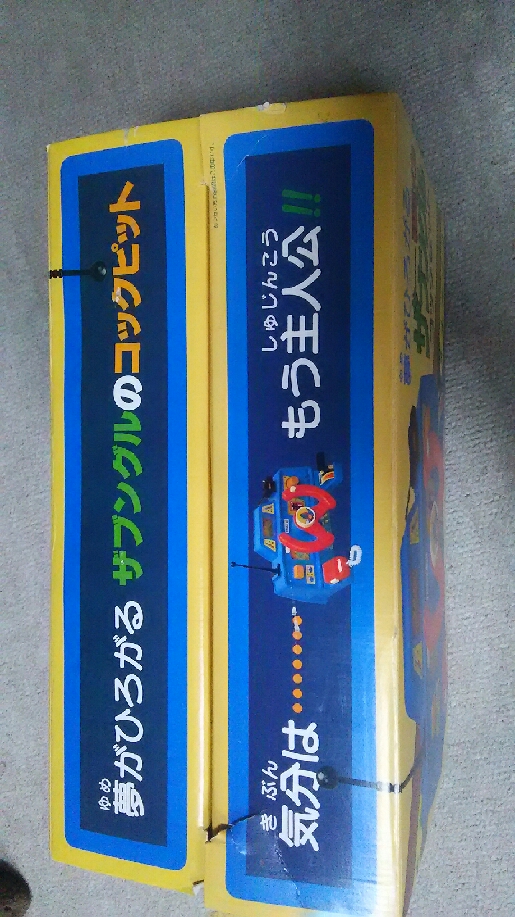 ゆめ
夢がひろがる ザブングルのコックピット
きぶん しゅじんこう
気分は……… もう主人公!!